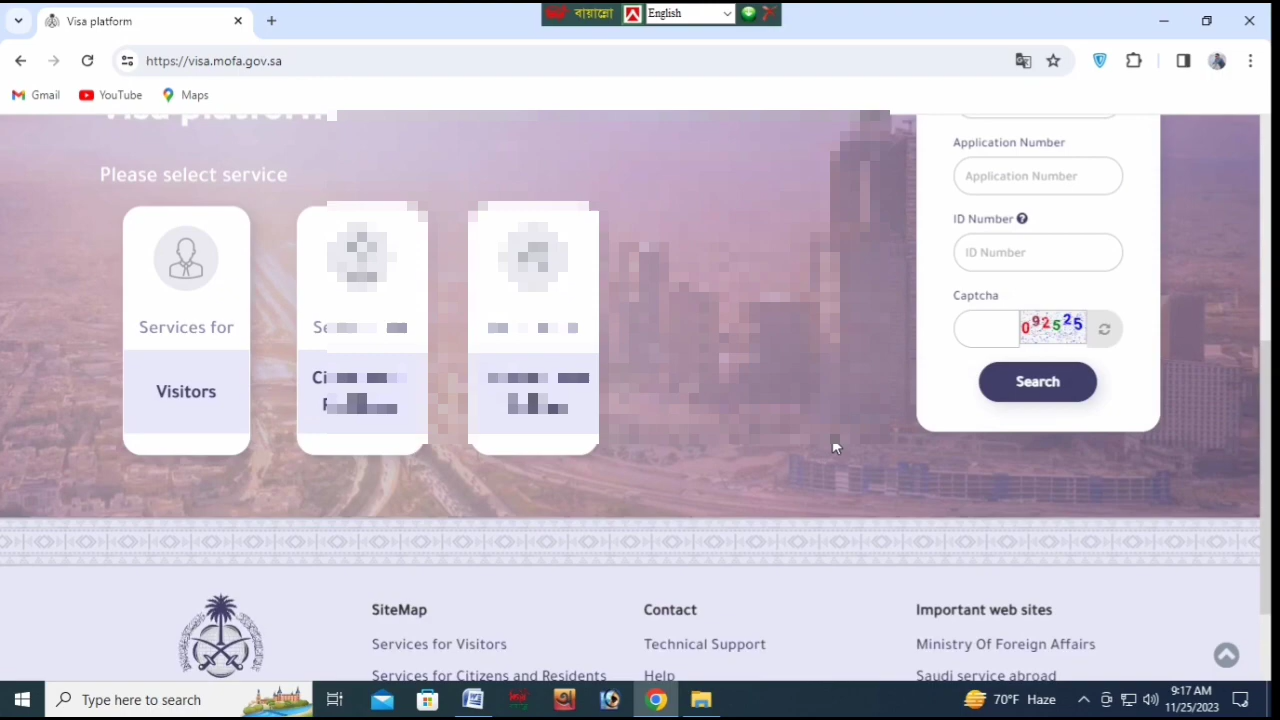 Visa platform
বায়ান্নো
English
https://visa.mofa.gov.sa
Gmail
YouTube
Maps
Visa platform
Please select service
Services for
Visitors
Application Number
Application Number
ID Number
ID Number
Captcha
092525
Search
SiteMap
Services for Visitors
Services for Citizens and Residents
Contact
Technical Support
Help
Important web sites
Ministry Of Foreign Affairs
Saudi service abroad
Type here to search
70°F Haze
9:17 AM
11/25/2023